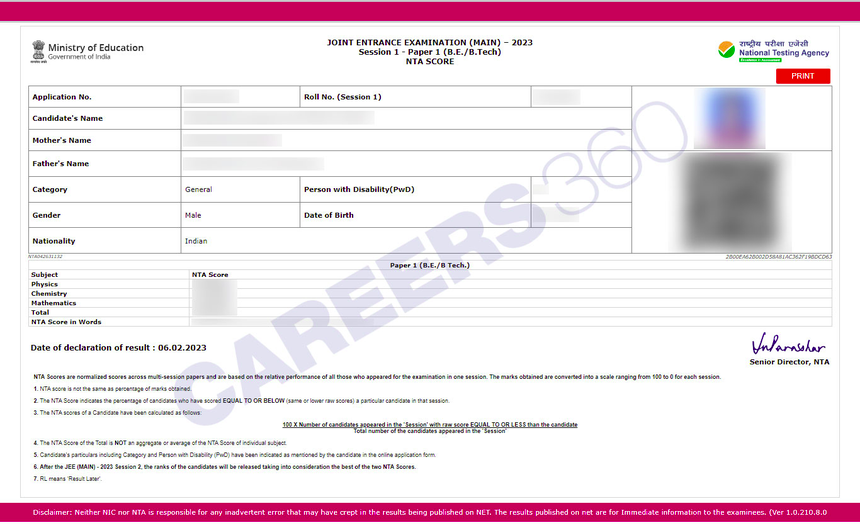 Ministry of Education
Government of India
JOINT ENTRANCE EXAMINATION (MAIN) – 2023
Session 1 - Paper 1 (B.E./B.Tech)
NTA SCORE
राष्ट्रीय परीक्षा एजेंसी
National Testing Agency
PRINT
Application No.
Roll No. (Session 1)
Candidate's Name
Mother's Name
Father's Name
Category General Person with Disability(PwD)
Gender Male Date of Birth
Nationality Indian
CAREERS360
Paper 1 (B.E./B Tech.)
Subject NTA Score
Physics
Chemistry
Mathematics
Total
NTA Score in Words
Date of declaration of result : 06.02.2023
Senior Director, NTA
NTA Scores are normalized scores across multi-session papers and are based on the relative performance of all those who appeared for the examination in one session. The marks obtained are converted into a scale ranging from 100 to 0 for each session.
1. NTA score is not the same as percentage of marks obtained.
2. The NTA Score indicates the percentage of candidates who have scored EQUAL TO OR BELOW (same or lower raw scores) a particular candidate in that session.
3. The NTA scores of a Candidate have been calculated as follows:
100 X Number of candidates appeared in the 'Session' with raw score EQUAL TO OR LESS than the candidate
Total number of the candidates appeared in the 'Session'
4. The NTA Score of the Total is NOT an aggregate or average of the NTA Score of individual subject.
5. Candidate's particulars including Category and Person with Disability (PwD) have been indicated as mentioned by the candidate in the online application form.
6. After the JEE (MAIN) - 2023 Session 2, the ranks of the candidates will be released taking into consideration the best of the two NTA Scores.
7. RL means 'Result Later'.
Disclaimer: Neither NIC nor NTA is responsible for any inadvertent error that may have crept in the results being published on NET. The results published on net are for Immediate information to the examinees. (Ver 1.0.210.8.0